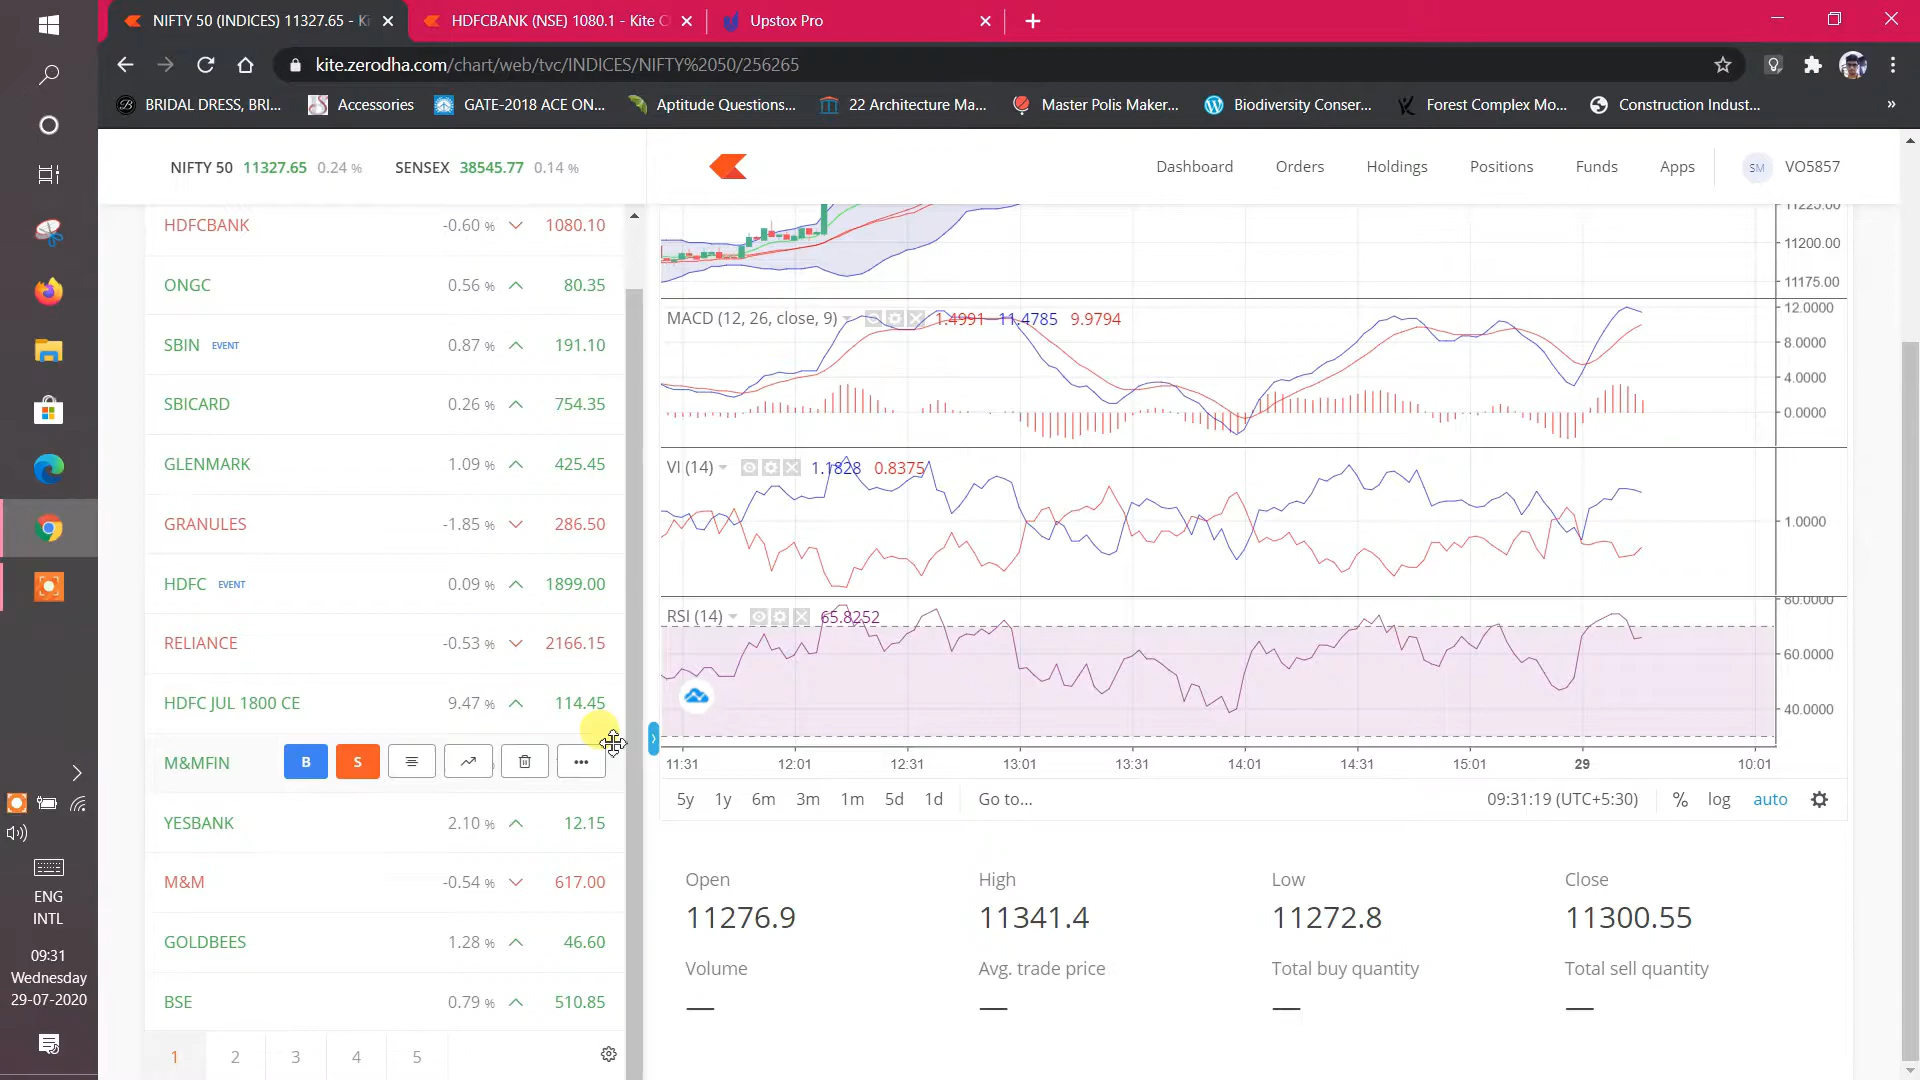 NIFTY 50 (INDICES) 11327.65 - Ki
HDFCBANK (NSE) 1080.1 - Kite C
Upstox Pro
kite.zerodha.com/chart/web/tvc/INDICES/NIFTY%2050/256265
BRIDAL DRESS, BRI...
Accessories
GATE-2018 ACE ON...
Aptitude Questions...
22 Architecture Ma...
Master Polis Maker...
Biodiversity Conser...
Forest Complex Mo...
Construction Indust...
»
NIFTY 50 11327.65 0.24 %
SENSEX 38545.77 0.14 %
Dashboard
Orders
Holdings
Positions
Funds
Apps
SM
VO5857
HDFCBANK -0.60 % 1080.10
ONGC 0.56 % 80.35
SBIN EVENT 0.87 % 191.10
SBICARD 0.26 % 754.35
GLENMARK 1.09 % 425.45
GRANULES -1.85 % 286.50
HDFC EVENT 0.09 % 1899.00
RELIANCE -0.53 % 2166.15
HDFC JUL 1800 CE 9.47 % 114.45
M&MFIN B S
YESBANK 2.10 % 12.15
M&M -0.54 % 617.00
GOLDBEES 1.28 % 46.60
BSE 0.79 % 510.85
1 2 3 4 5
11225.00
11200.00
11175.00
MACD (12, 26, close, 9) 1.4991 11.4785 9.9794
12.0000
8.0000
4.0000
0.0000
VI (14) 1.1828 0.8375
1.0000
RSI (14) 65.8252
80.0000
60.0000
40.0000
11:31 12:01 12:31 13:01 13:31 14:01 14:31 15:01 29 10:01
5y 1y 6m 3m 1m 5d 1d Go to... 09:31:19 (UTC+5:30) % log auto
Open High Low Close
11276.9 11341.4 11272.8 11300.55
Volume Avg. trade price Total buy quantity Total sell quantity
— — — —
ENG
INTL
09:31
Wednesday
29-07-2020